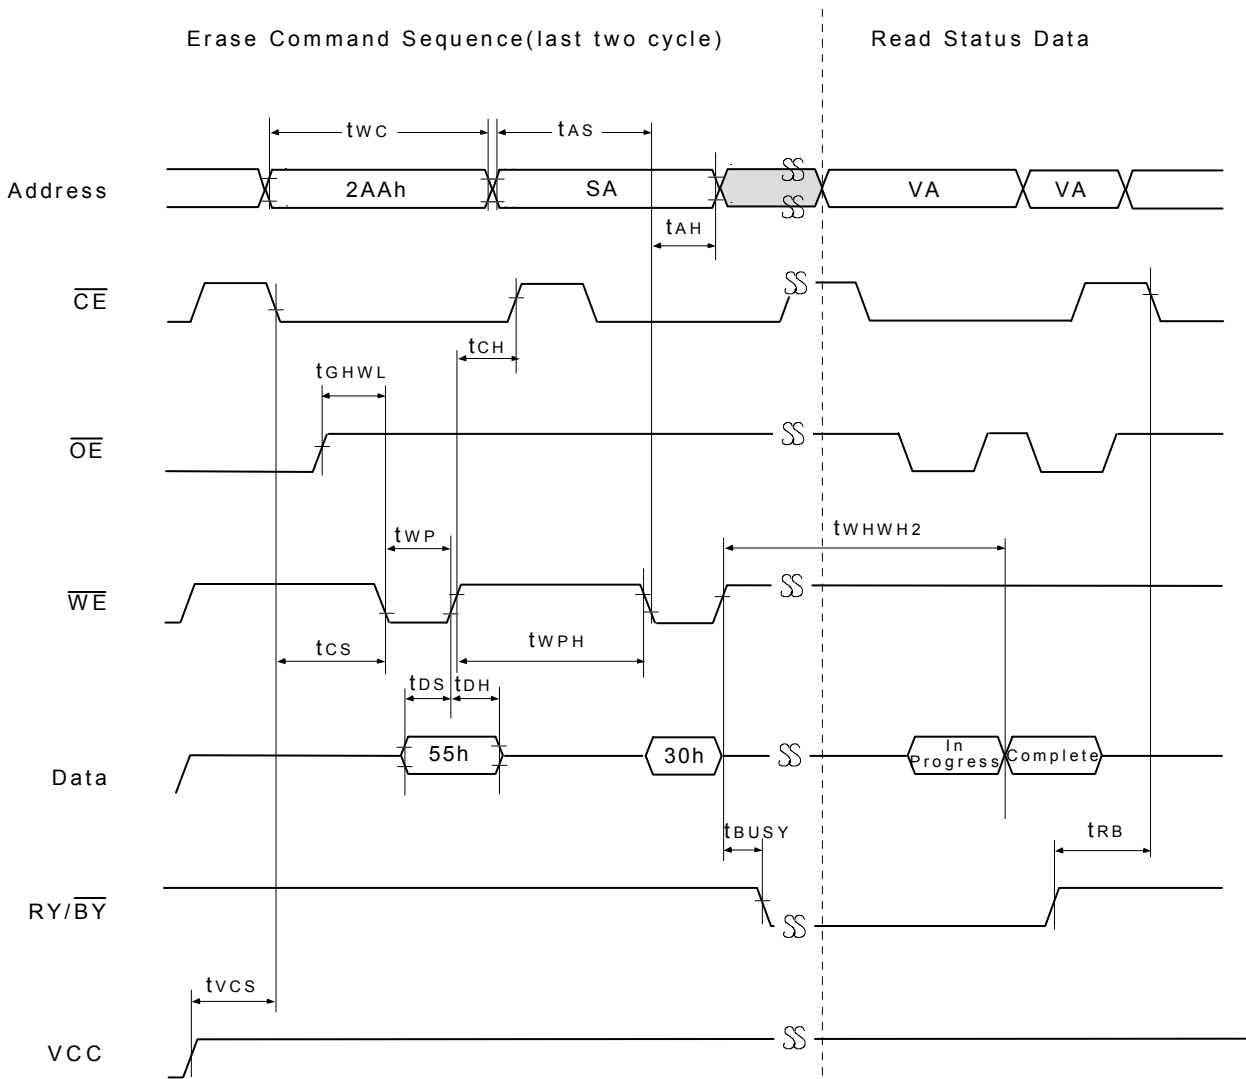 Erase Command Sequence(last two cycle) Read Status Data
tWC tAS
Address 2AAh SA VA VA
tAH
CE
tCH
tGHWL
OE
tWP tWHWH2
WE
tCS tWPH
tDS tDH
Data 55h 30h In Progress Complete
tBUSY tRB
RY/BY
tVCS
VCC